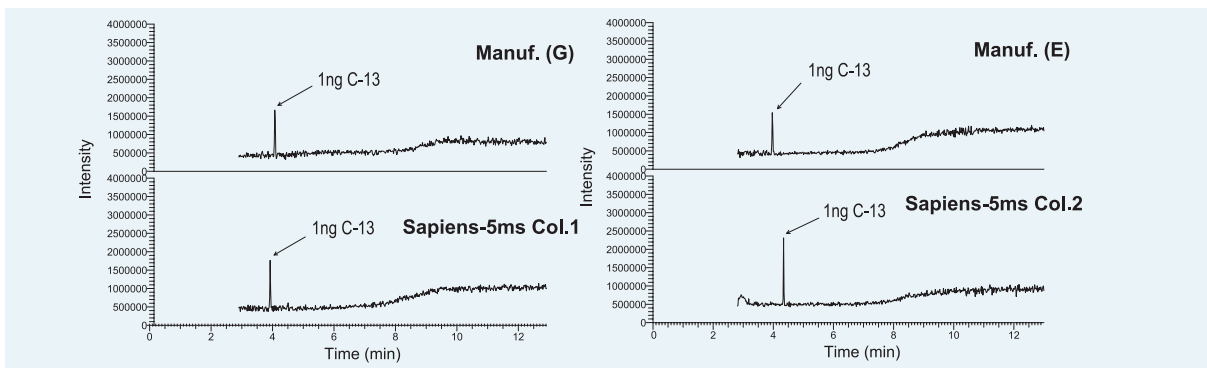 4000000
3500000
3000000
2500000
2000000
1500000
1000000
500000
0
Manuf. (G)
1ng C-13
Intensity
4000000
3500000
3000000
2500000
2000000
1500000
1000000
500000
0
Sapiens-5ms Col.1
1ng C-13
0 2 4 6 8 10 12
Time (min)
4000000
3500000
3000000
2500000
2000000
1500000
1000000
500000
0
Manuf. (E)
1ng C-13
Intensity
4000000
3500000
3000000
2500000
2000000
1500000
1000000
500000
0
Sapiens-5ms Col.2
1ng C-13
0 2 4 6 8 10 12
Time (min)